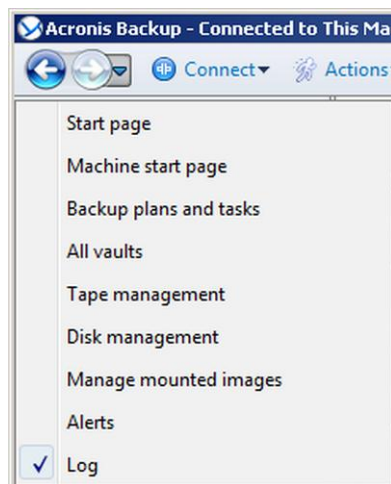 Acronis Backup - Connected to This Ma
Connect Actions
Start page
Machine start page
Backup plans and tasks
All vaults
Tape management
Disk management
Manage mounted images
Alerts
Log